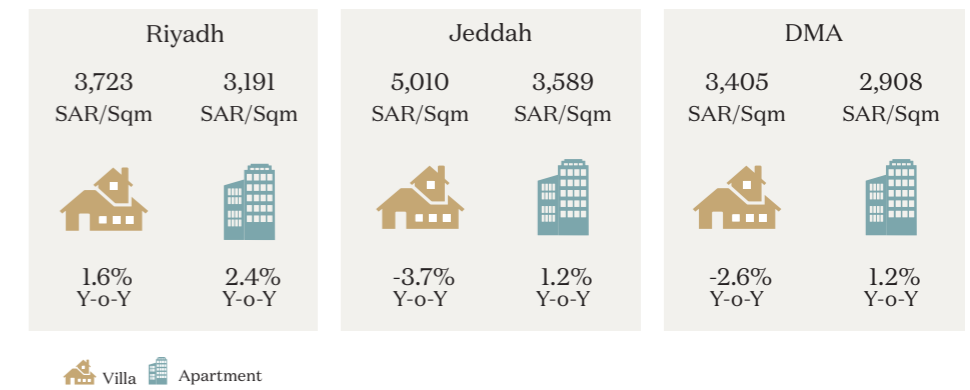 Riyadh
3,723 3,191
SAR/Sqm SAR/Sqm
1.6% 2.4%
Y-o-Y Y-o-Y
Jeddah
5,010 3,589
SAR/Sqm SAR/Sqm
-3.7% 1.2%
Y-o-Y Y-o-Y
DMA
3,405 2,908
SAR/Sqm SAR/Sqm
-2.6% 1.2%
Y-o-Y Y-o-Y
Villa Apartment